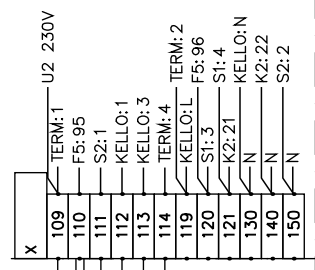 U2 230V
TERM: 1
F5: 95
S2: 1
KELLO: 1
KELLO: 3
TERM: 4
TERM: 2
KELLO: L
F5: 96
S1: 3
S1: 4
K2: 21
KELLO: N
N
K2: 22
N
S2: 2
N
X
109
110
111
112
113
114
119
120
121
130
140
150